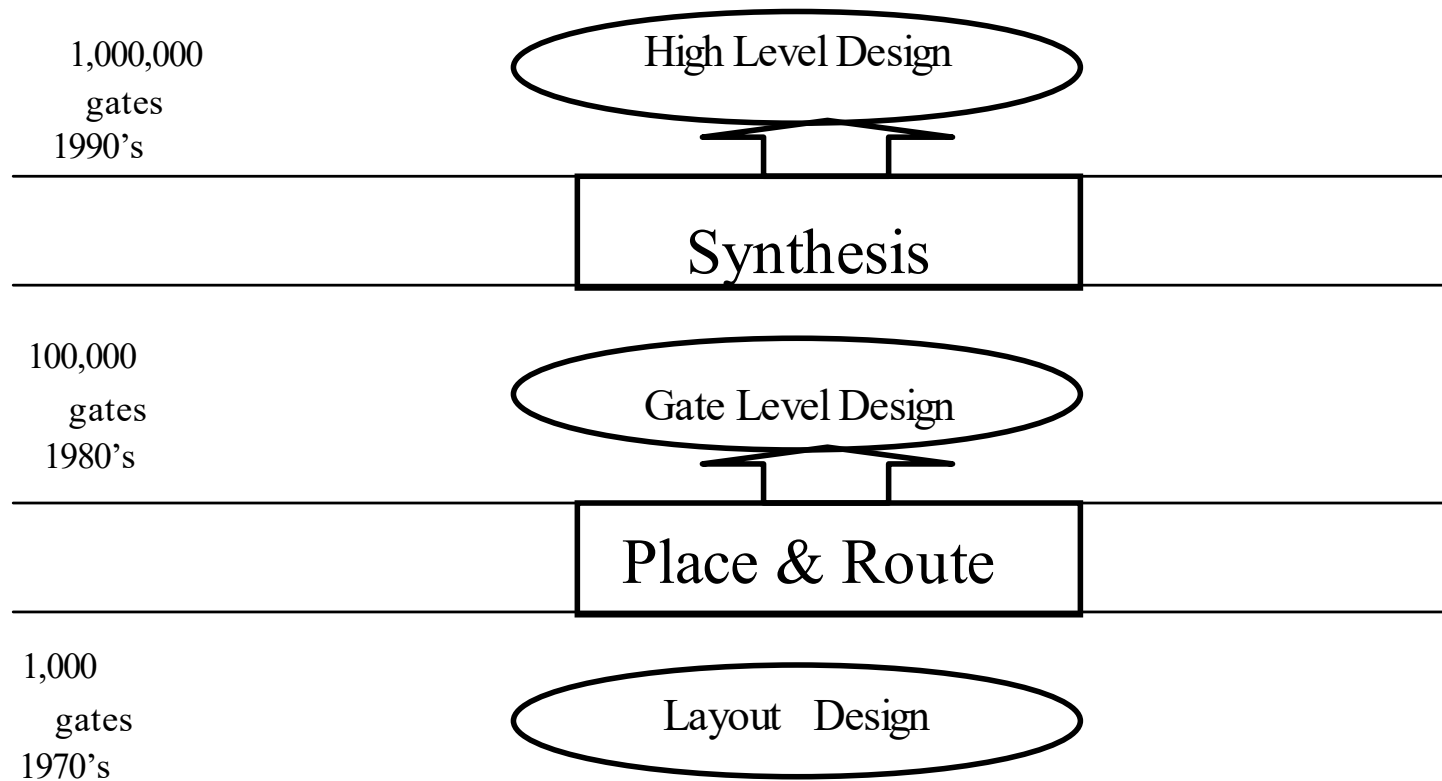 1,000,000
gates
1990’s
High Level Design
Synthesis
100,000
gates
1980’s
Gate Level Design
Place & Route
1,000
gates
1970’s
Layout Design